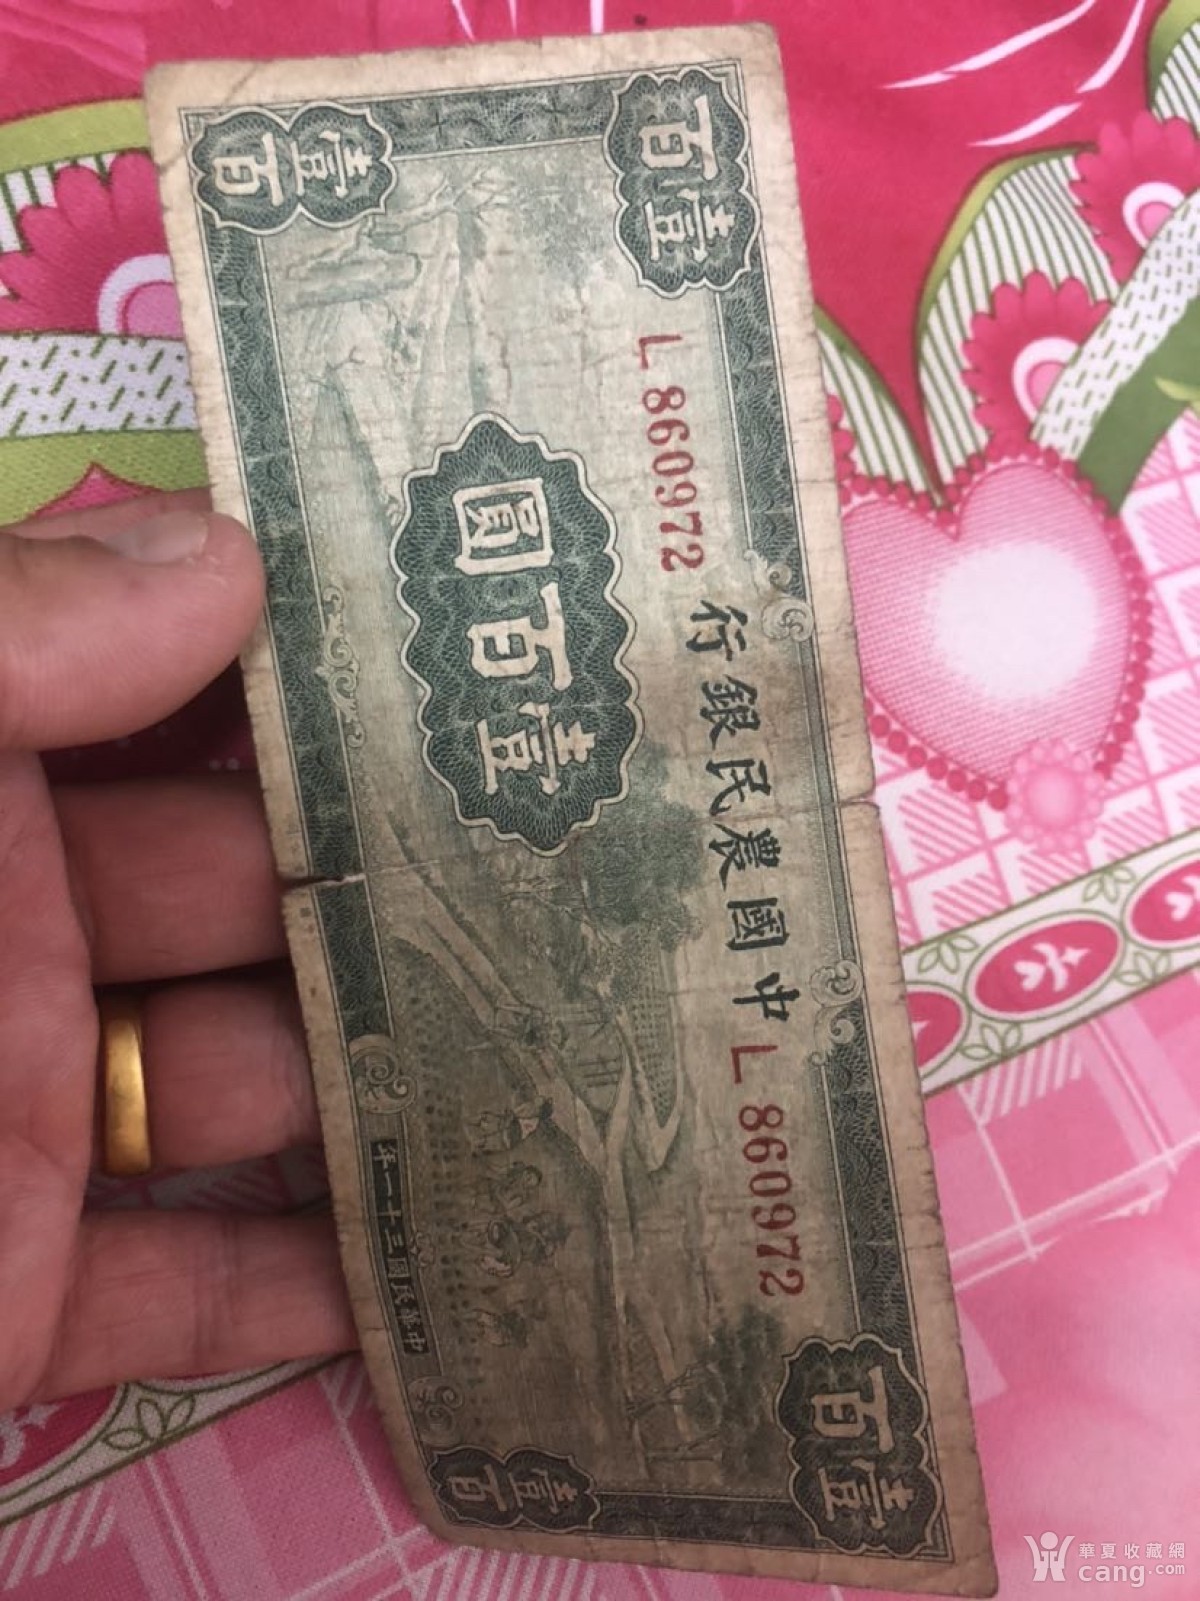 壹百
壹百
中國農民銀行
L 860972
L 860972
壹百圓
壹百
壹百
中華民國三十一年
華夏收藏網
cang.com